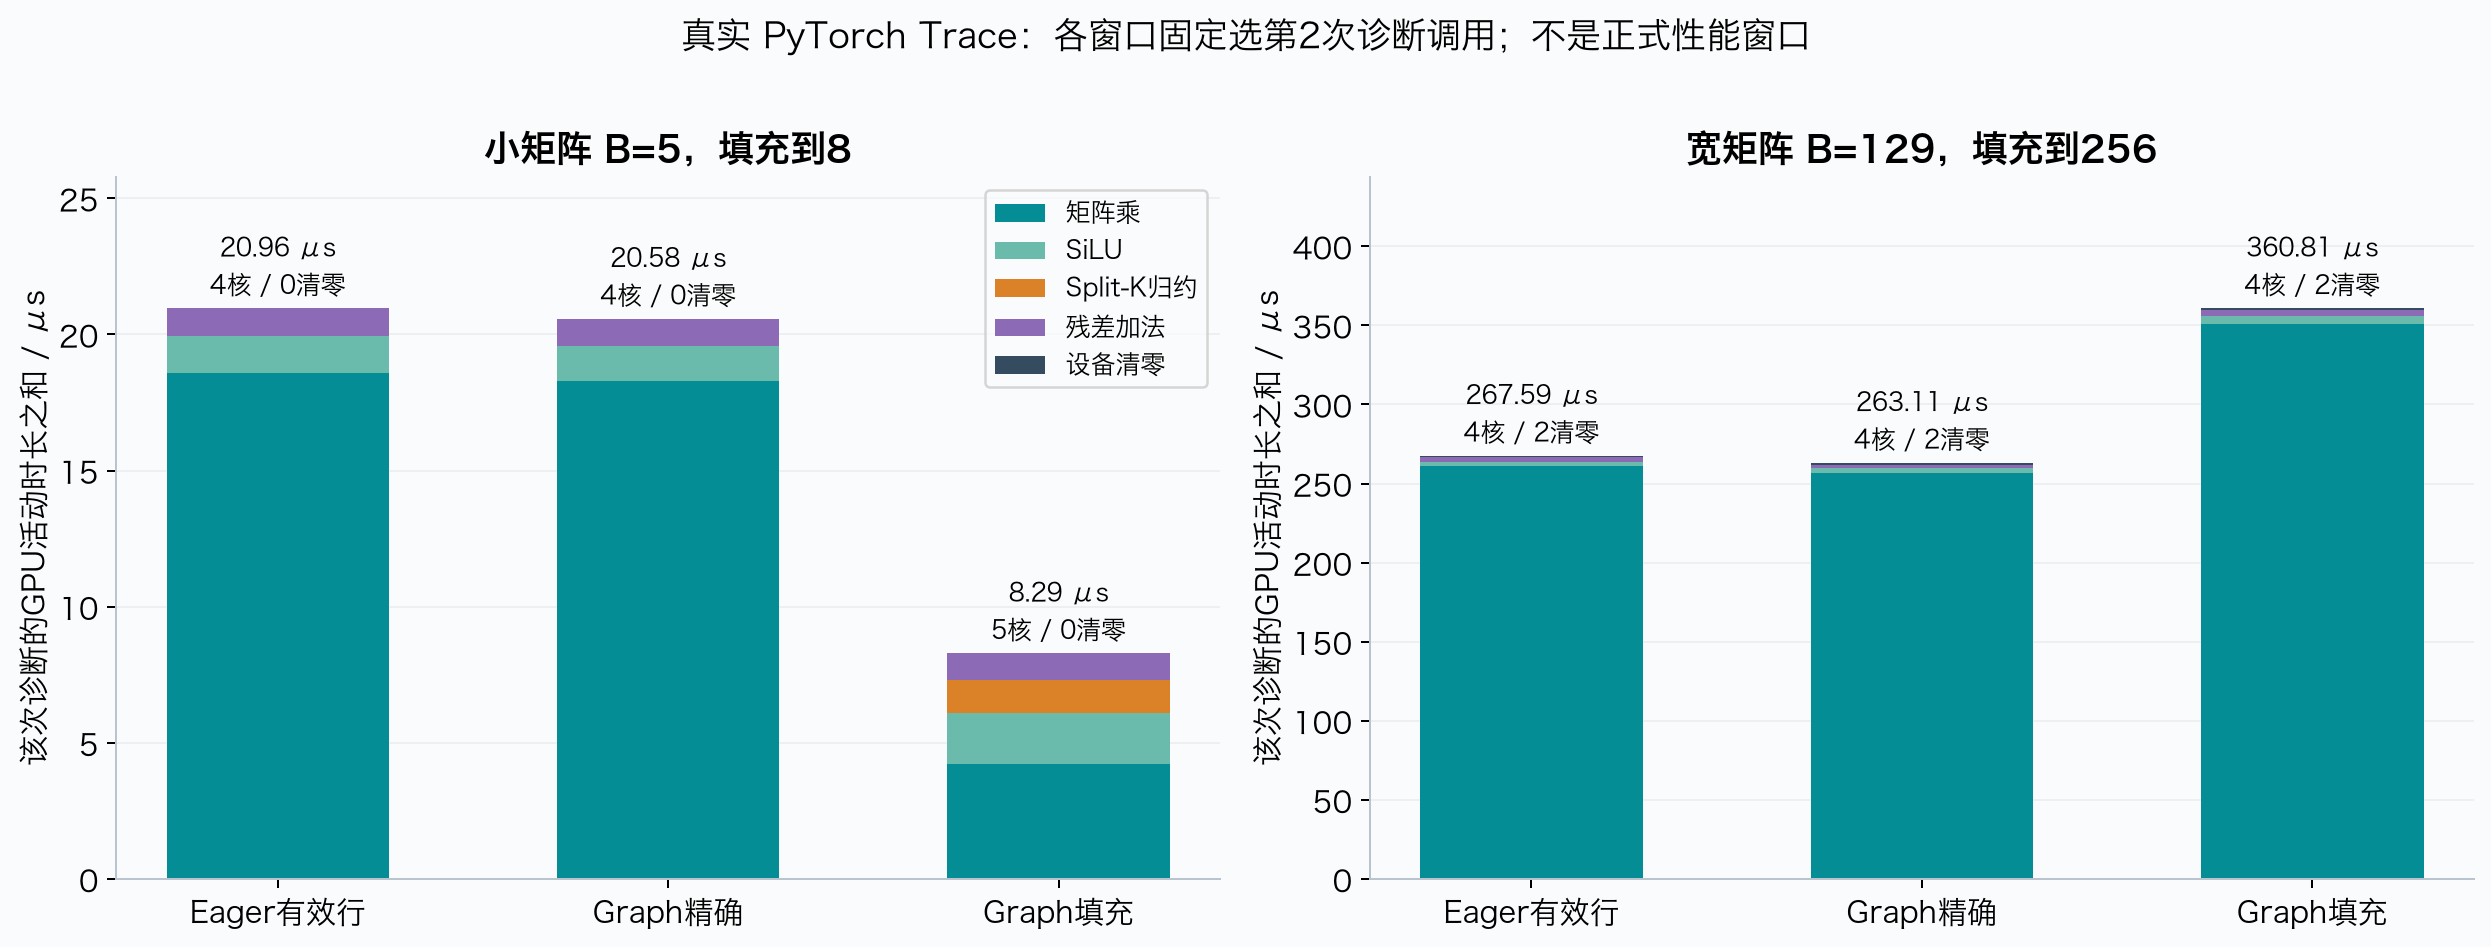 真实 PyTorch Trace：各窗口固定选第2次诊断调用；不是正式性能窗口
小矩阵 B=5，填充到8
该次诊断的GPU活动时长之和 / μs
25
20
15
10
5
0
20.96 μs
4核 / 0清零
20.58 μs
4核 / 0清零
8.29 μs
5核 / 0清零
矩阵乘
SiLU
Split-K归约
残差加法
设备清零
Eager有效行
Graph精确
Graph填充
宽矩阵 B=129，填充到256
该次诊断的GPU活动时长之和 / μs
400
350
300
250
200
150
100
50
0
267.59 μs
4核 / 2清零
263.11 μs
4核 / 2清零
360.81 μs
4核 / 2清零
Eager有效行
Graph精确
Graph填充